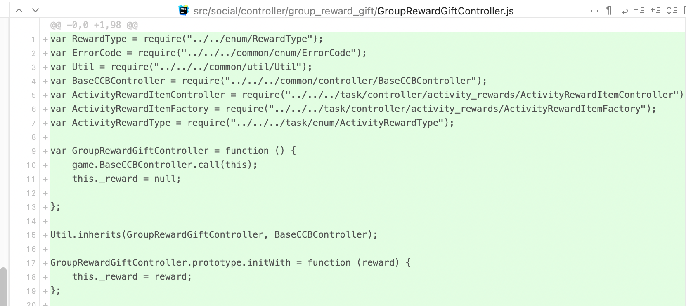 src/social/controller/group_reward_gift/GroupRewardGiftController.js
@@ -0,0 +1,98 @@
1 +var RewardType = require("../../enum/RewardType");
2 +var ErrorCode = require("../../../common/enum/ErrorCode");
3 +var Util = require("../../../common/util/Util");
4 +var BaseCCBController = require("../../../common/controller/BaseCCBController");
5 +var ActivityRewardItemController = require("../../../task/controller/activity_rewards/ActivityRewardItemController")
6 +var ActivityRewardItemFactory = require("../../../task/controller/activity_rewards/ActivityRewardItemFactory");
7 +var ActivityRewardType = require("../../../task/enum/ActivityRewardType");
8 +
9 +var GroupRewardGiftController = function () {
10 +    game.BaseCCBController.call(this);
11 +    this._reward = null;
12 +
13 +};
14 +
15 +Util.inherits(GroupRewardGiftController, BaseCCBController);
16 +
17 +GroupRewardGiftController.prototype.initWith = function (reward) {
18 +    this._reward = reward;
19 +};